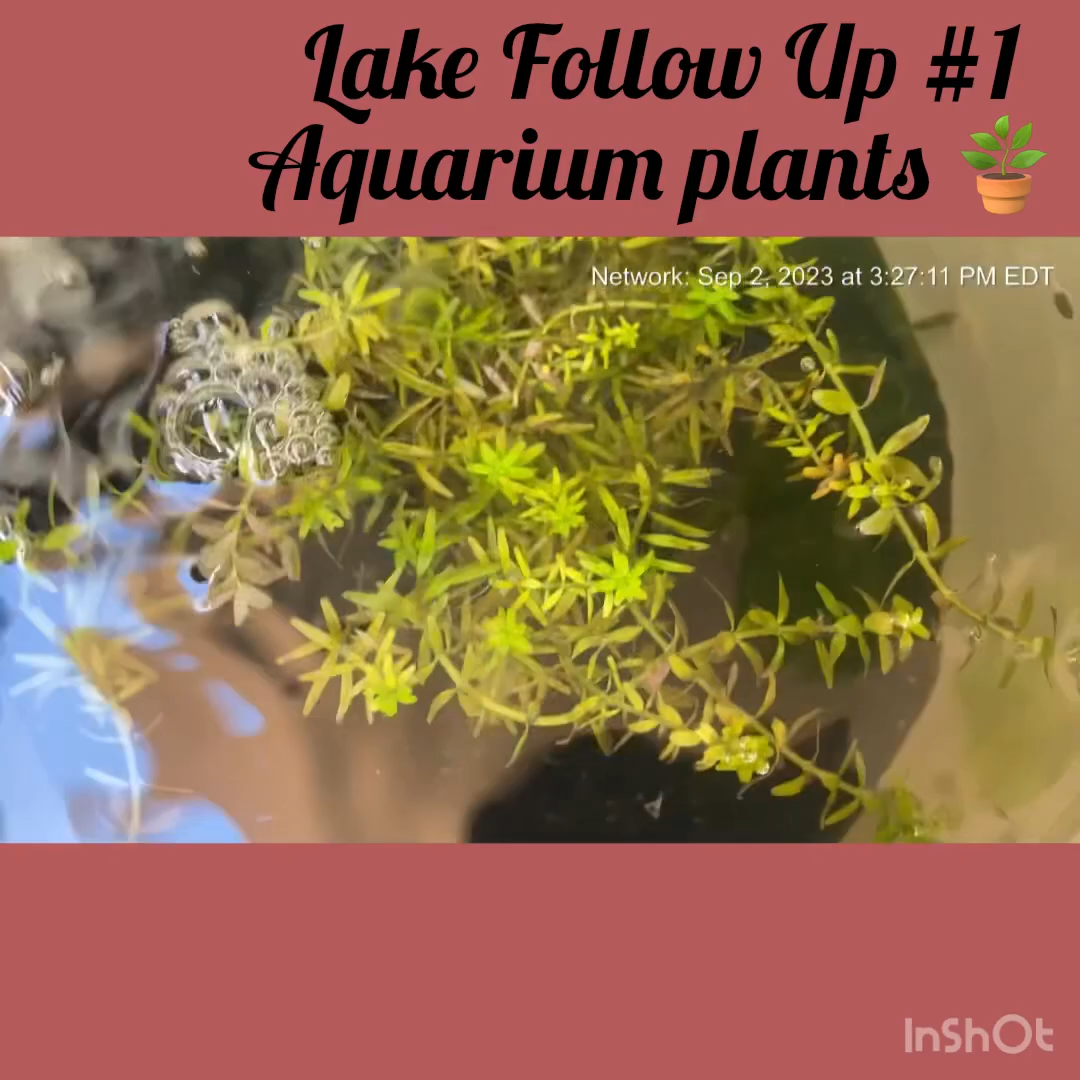 Lake Follow Up #1
Aquarium plants 🪴
Network: Sep 2, 2023 at 3:27:11 PM EDT
InShOt